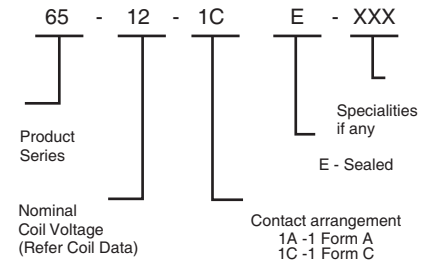 65 - 12 - 1C E - XXX
Specialities
if any
Product
Series
E - Sealed
Nominal
Coil Voltage
(Refer Coil Data)
Contact arrangement
1A -1 Form A
1C -1 Form C